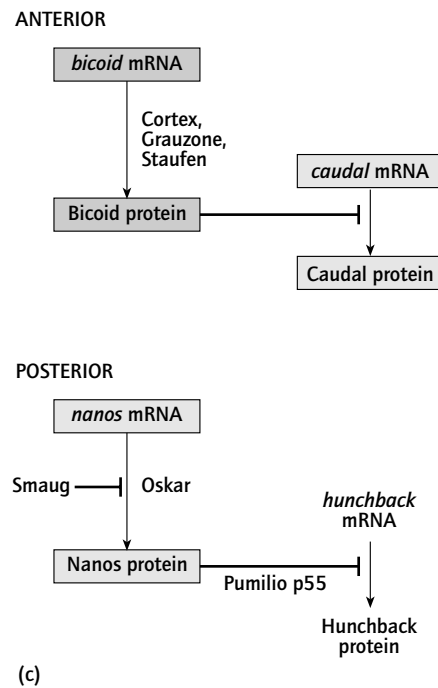 ANTERIOR
bicoid mRNA
Cortex,
Grauzone,
Staufen
caudal mRNA
Bicoid protein
Caudal protein
POSTERIOR
nanos mRNA
Smaug
Oskar
hunchback
mRNA
Nanos protein
Pumilio p55
Hunchback
protein
(c)